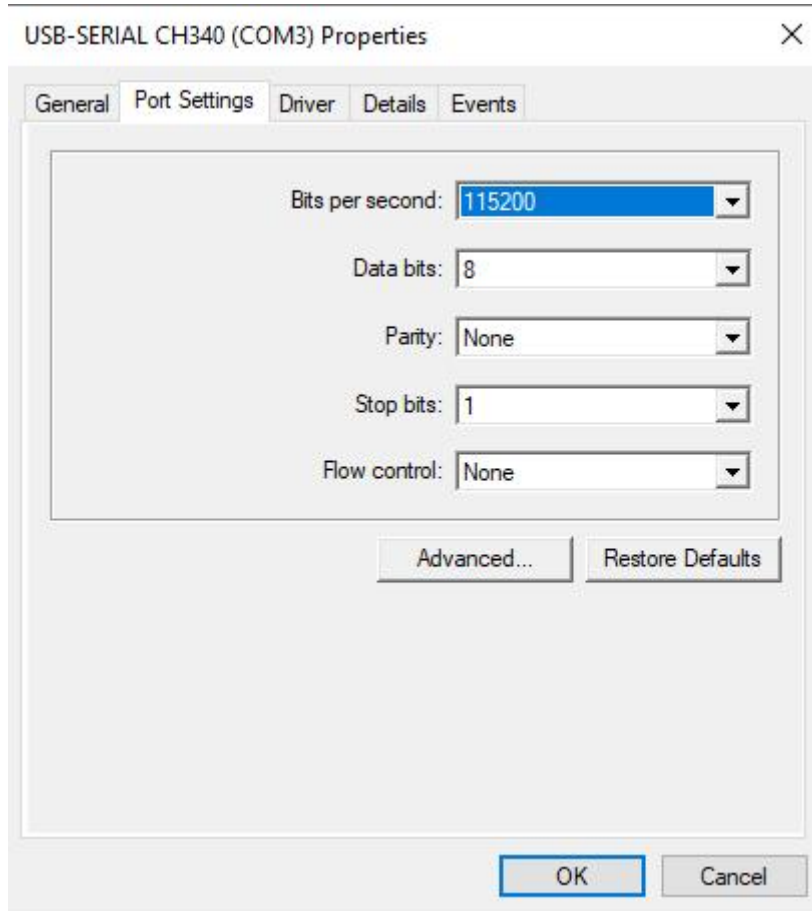 USB-SERIAL CH340 (COM3) Properties
General Port Settings Driver Details Events
Bits per second: 115200
Data bits: 8
Parity: None
Stop bits: 1
Flow control: None
Advanced... Restore Defaults
OK Cancel